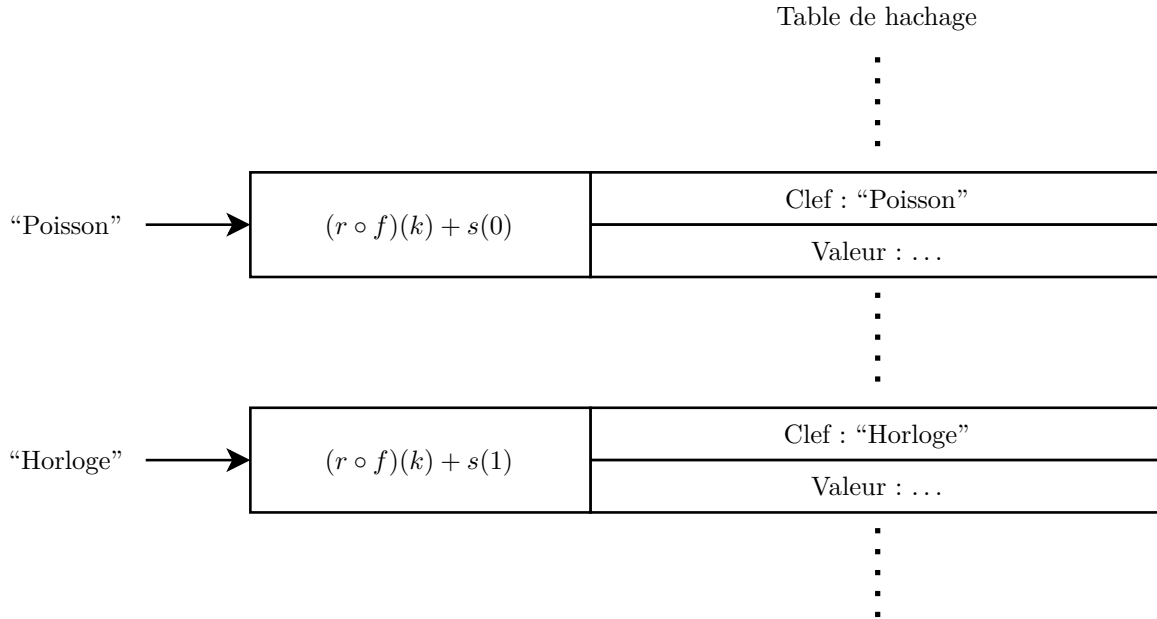 Table de hachage
“Poisson”
(r ∘ f)(k) + s(0)
Clef : “Poisson”
Valeur : . . .
“Horloge”
(r ∘ f)(k) + s(1)
Clef : “Horloge”
Valeur : . . .